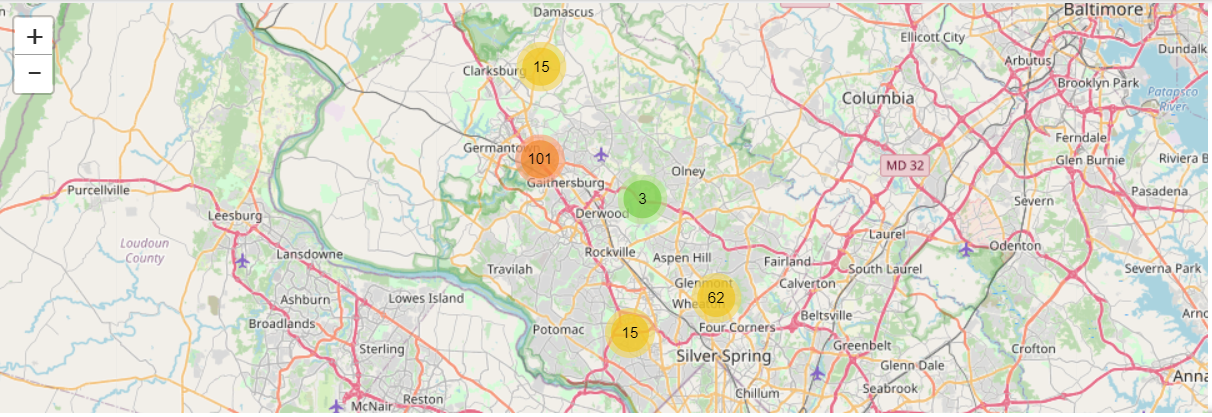 Damascus
Baltimore
+
Ellicott City
Dundalk
Arbutus
15
Clarksburg
−
Brooklyn Park
Patapsco
River
Columbia
Ferndale
Germantown
101
Glen Burnie
Riviera B
MD 32
Olney
Gaithersburg
Purcellville
Pasadena
3
Severn
Leesburg
Derwood
Laurel
Loudoun
County
Odenton
Lansdowne
Rockville
Aspen Hill
Fairland
Travilah
South Laurel
Severna Park
Glenmont
Calverton
Ashburn
Lowes Island
62
Whe
Arno
Beltsville
Broadlands
Potomac
15
Four Corners
Greenbelt
Sterling
Crofton
Silver Spring
Glenn Dale
Anna
Seabrook
Chillum
Reston
McNair